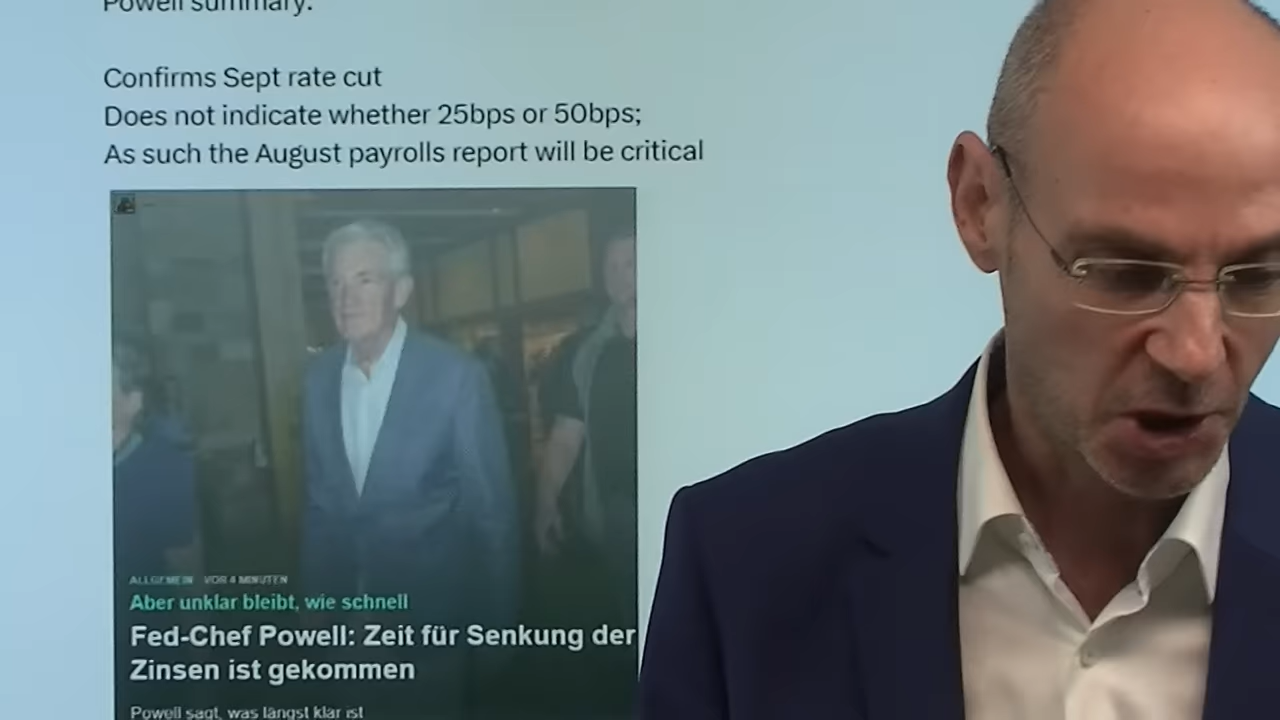 Powell summary:
Confirms Sept rate cut
Does not indicate whether 25bps or 50bps;
As such the August payrolls report will be critical
ALLGEMEIN VOR 4 MINUTEN
Aber unklar bleibt, wie schnell
Fed-Chef Powell: Zeit für Senkung der
Zinsen ist gekommen
Powell sagt, was längst klar ist